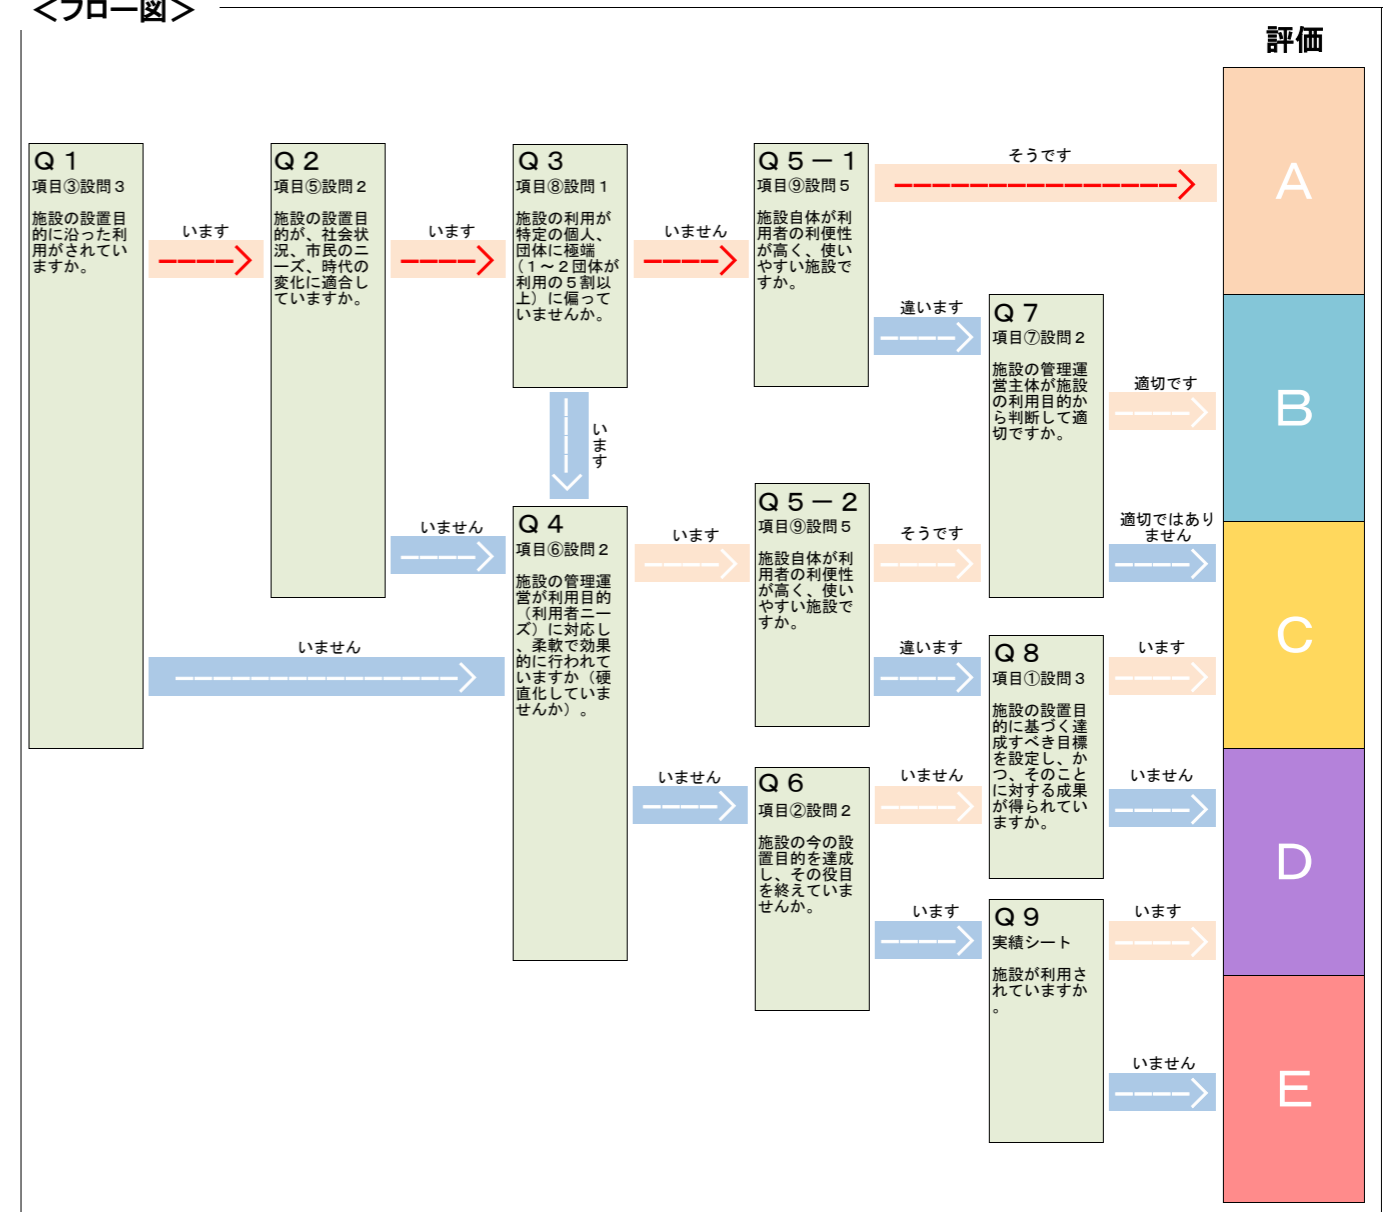 <フロー図>
評価
Q1
項目③設問3
施設の設置目
的に沿った利
用がされてい
ますか。
います
いません
Q2
項目⑤設問2
施設の設置目
的が、社会状
況、市民のニ
ーズ、時代の
変化に適合し
ていますか。
います
いません
Q3
項目⑧設問1
施設の利用が
特定の個人、
団体に極端
(1~2団体が
利用の5割以
上)に偏って
いませんか。
いません
います
Q4
項目⑥設問2
施設の管理運
営が利用目的
(利用者ニー
ズ)に対応し
、柔軟で効果
的に行われて
いますか(硬
直化していま
せんか)。
います
いません
Q5-1
項目⑨設問5
施設自体が利
用者の利便性
が高く、使い
やすい施設で
すか。
そうです
違います
Q5-2
項目⑨設問5
施設自体が利
用者の利便性
が高く、使い
やすい施設で
すか。
そうです
違います
Q6
項目②設問2
施設の今の設
置目的を達成
し、その役目
を終えていま
せんか。
いません
います
Q7
項目⑦設問2
施設の管理運
営主体が施設
の利用目的か
ら判断して適
切ですか。
適切です
適切ではあり
ません
Q8
項目①設問3
施設の設置目
的に基づく達
成すべき目標
を設定し、か
つ、そのこと
に対する成果
が得られてい
ますか。
います
いません
Q9
実績シート
施設が利用さ
れていますか
。
います
いません
A
B
C
D
E